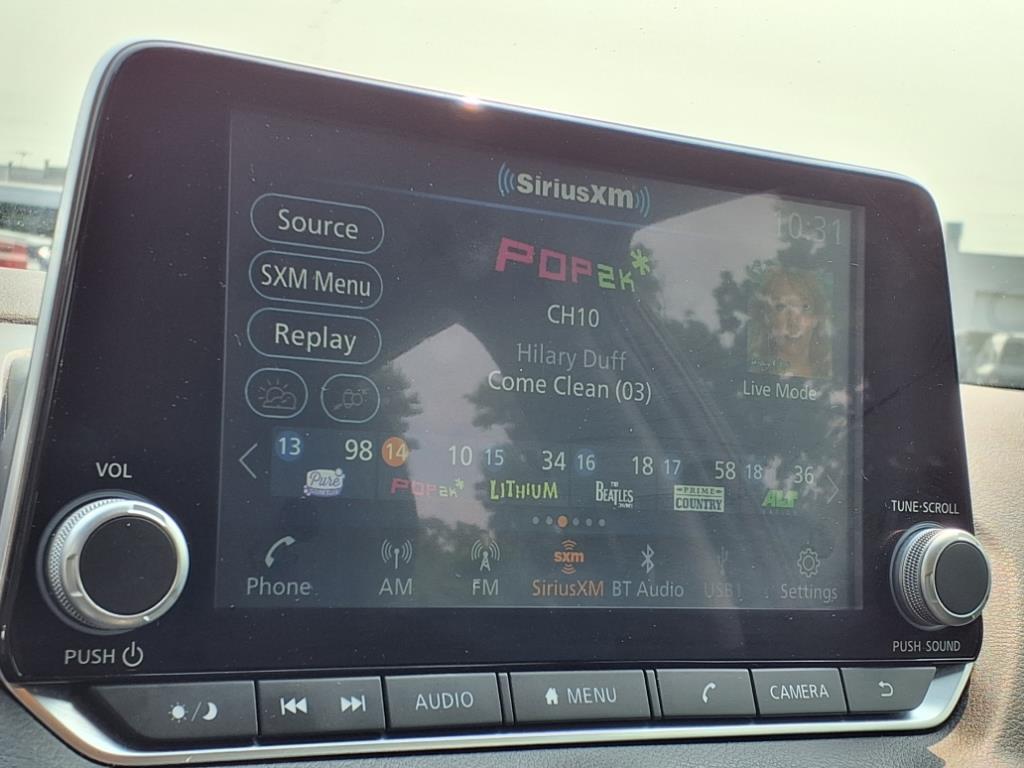 SiriusXm
10:31
Source
SXM Menu
Replay
POP2k*
CH10
Hilary Duff
Come Clean (03)
Live Mode
13 98 14 10 15 34 16 18 17 58 18 36
Pure
POP2k*
LITHIUM
THE
BEATLES
PRIME
COUNTRY
ALT
Phone
AM
FM
sxm
SiriusXM
BT Audio
USB1
Settings
VOL
PUSH
TUNE·SCROLL
PUSH SOUND
AUDIO
MENU
CAMERA